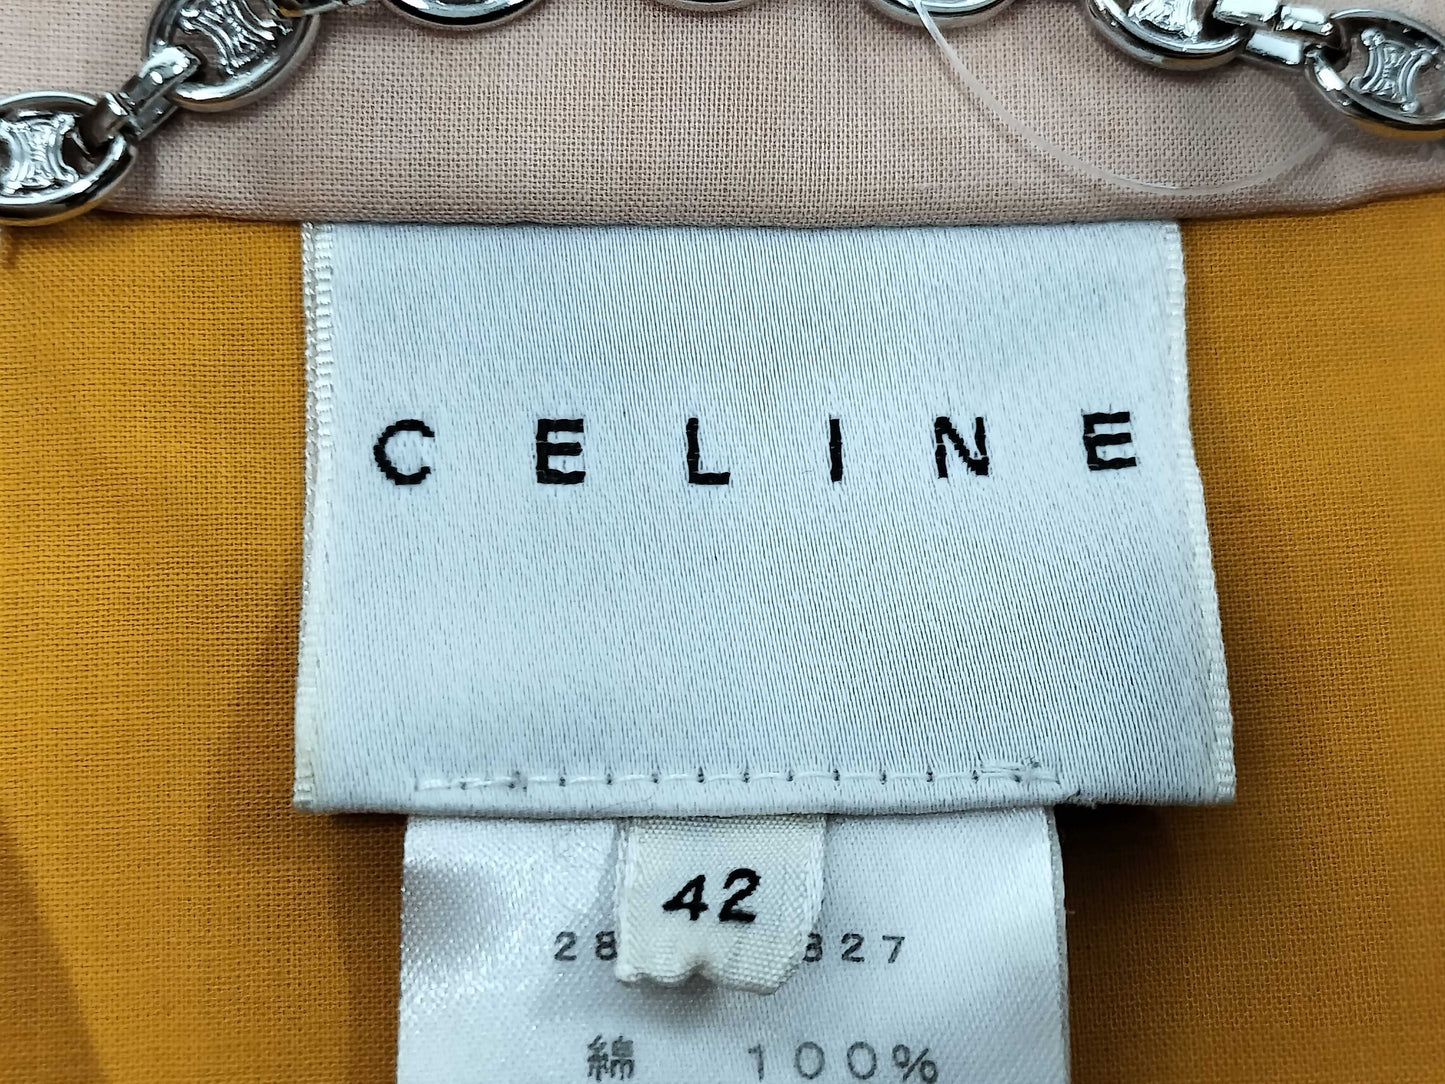 CELINE
42
28 327
綿 100%